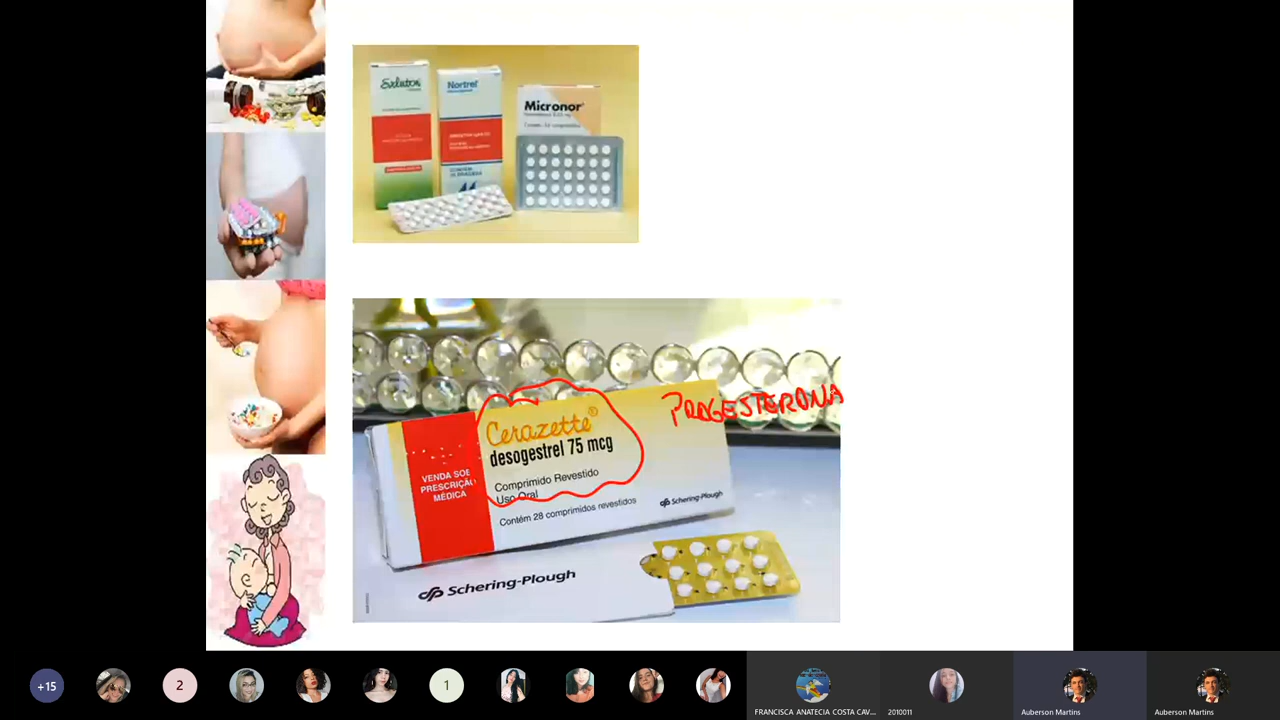 Nortrel
Micronor
PROGESTERONA
Cerazette®
desogestrel 75 mcg
VENDA SOB
PRESCRIÇÃO
MÉDICA
Comprimido Revestido
Uso Oral
Contém 28 comprimidos revestidos
Schering-Plough
Schering-Plough
+15
2
1
FRANCISCA ANATECIA COSTA CAV...
2010011
Auberson Martins
Auberson Martins